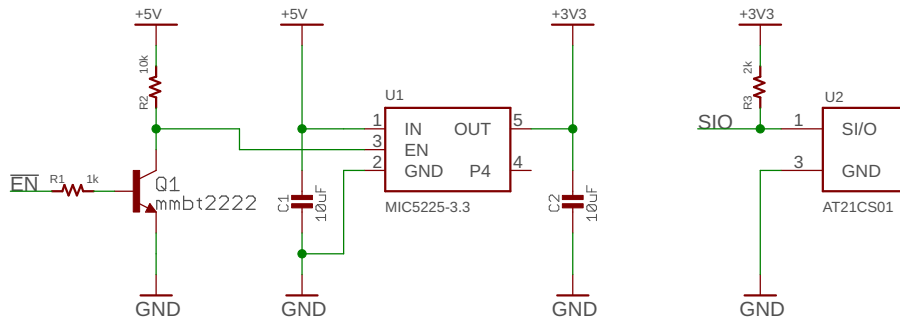 +5V
+5V
+3V3
+3V3
10k
R2
U1
1
IN
OUT
5
3
EN
2
GND
P4
4
MIC5225-3.3
2k
R3
U2
SIO
1
SI/O
3
GND
AT21CS01
EN
R1
1k
Q1
mmbt2222
C1
10uF
C2
10uF
GND
GND
GND
GND